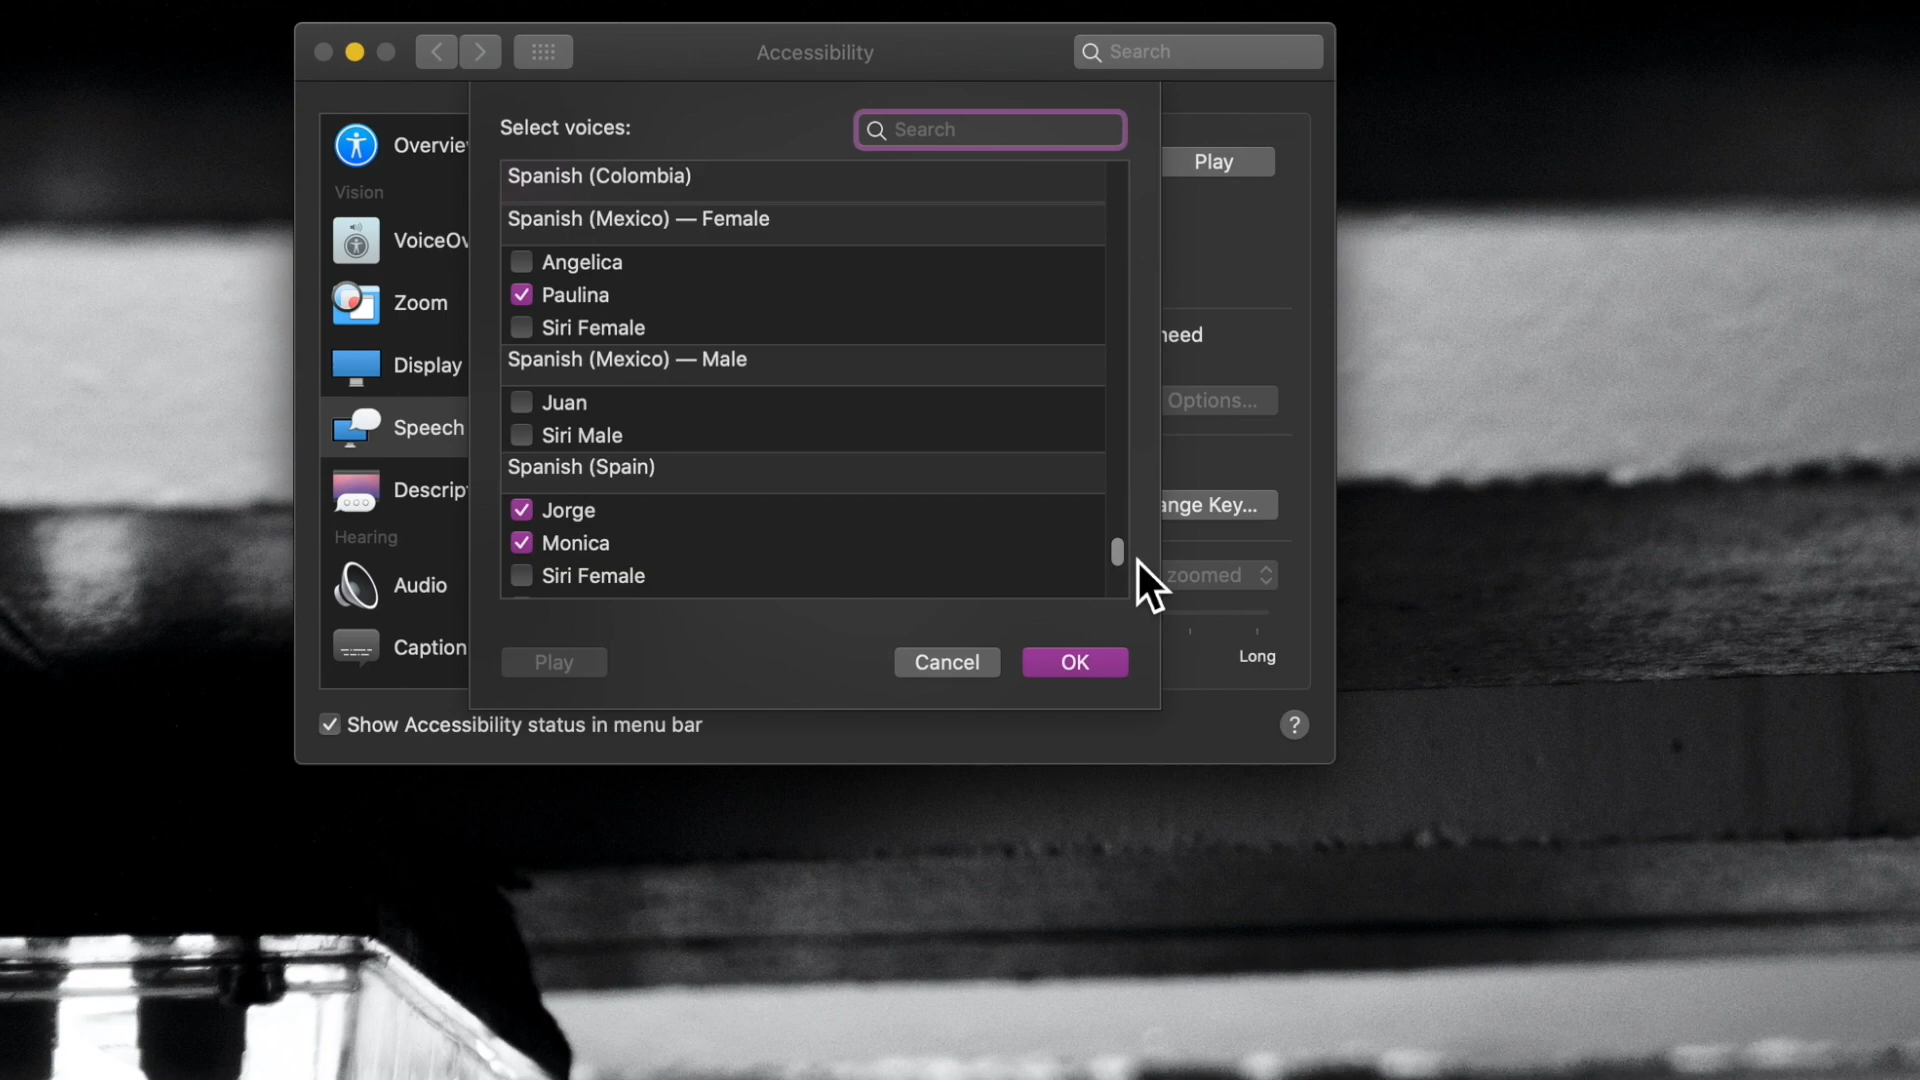 Accessibility
Search
Select voices:
Search
Overvie
Vision
VoiceOv
Zoom
Display
Speech
Descrip
Hearing
Audio
Caption
Spanish (Colombia)
Spanish (Mexico) — Female
Angelica
Paulina
Siri Female
Spanish (Mexico) — Male
Juan
Siri Male
Spanish (Spain)
Jorge
Monica
Siri Female
Play
Cancel
OK
Play
need
Options...
ange Key...
zoomed
Long
Show Accessibility status in menu bar
?